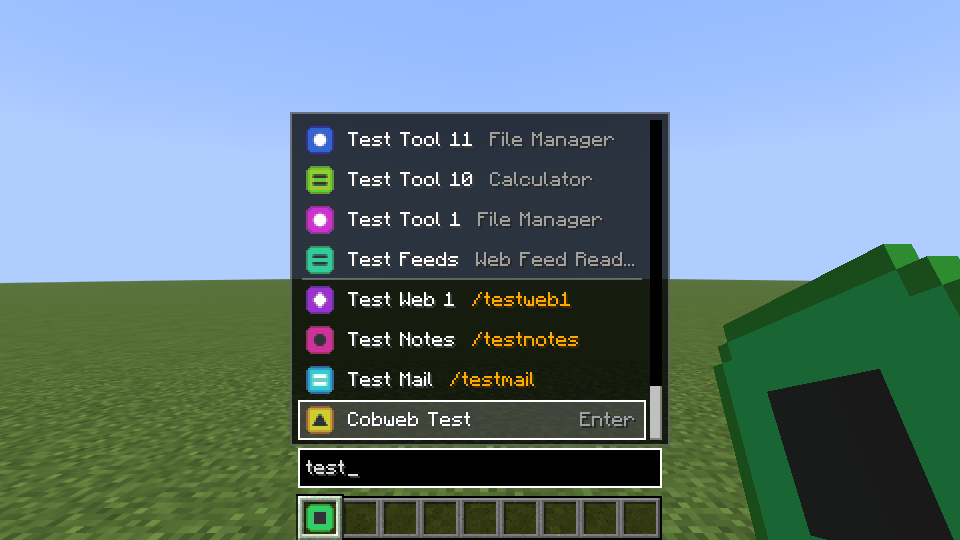 Test Tool 11 File Manager
Test Tool 10 Calculator
Test Tool 1 File Manager
Test Feeds Web Feed Read...
Test Web 1 /testweb1
Test Notes /testnotes
Test Mail /testmail
Cobweb Test Enter
test_